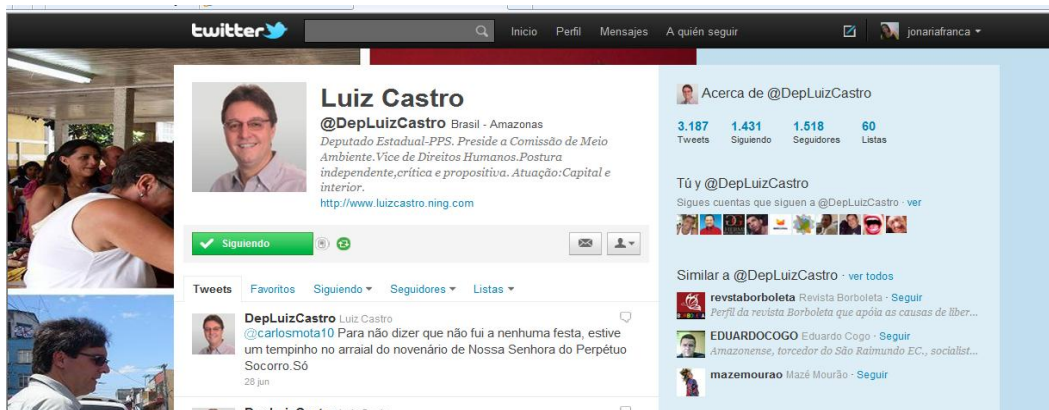 twitter
Inicio Perfil Mensajes A quién seguir
jonariafranca
Luiz Castro
@DepLuizCastro Brasil - Amazonas
Deputado Estadual-PPS. Preside a Comissão de Meio
Ambiente.Vice de Direitos Humanos.Postura
independente,crítica e propositiva. Atuação:Capital e
interior.
http://www.luizcastro.ning.com
Siguiendo
Tweets Favoritos Siguiendo Seguidores Listas
DepLuizCastro Luiz Castro
@carlosmota10 Para não dizer que não fui a nenhuma festa, estive
um tempinho no arraial do novenário de Nossa Senhora do Perpétuo
Socorro.Só
28 jun
Acerca de @DepLuizCastro
3.187 1.431 1.518 60
Tweets Siguiendo Seguidores Listas
Tú y @DepLuizCastro
Sigues cuentas que siguen a @DepLuizCastro · ver
Similar a @DepLuizCastro · ver todos
revstaborboleta Revista Borboleta · Seguir
Perfil da revista Borboleta que apóia as causas de liber...
EDUARDOCOGO Eduardo Cogo · Seguir
Amazonense, torcedor do São Raimundo EC., socialist...
mazemourao Mazé Mourão · Seguir